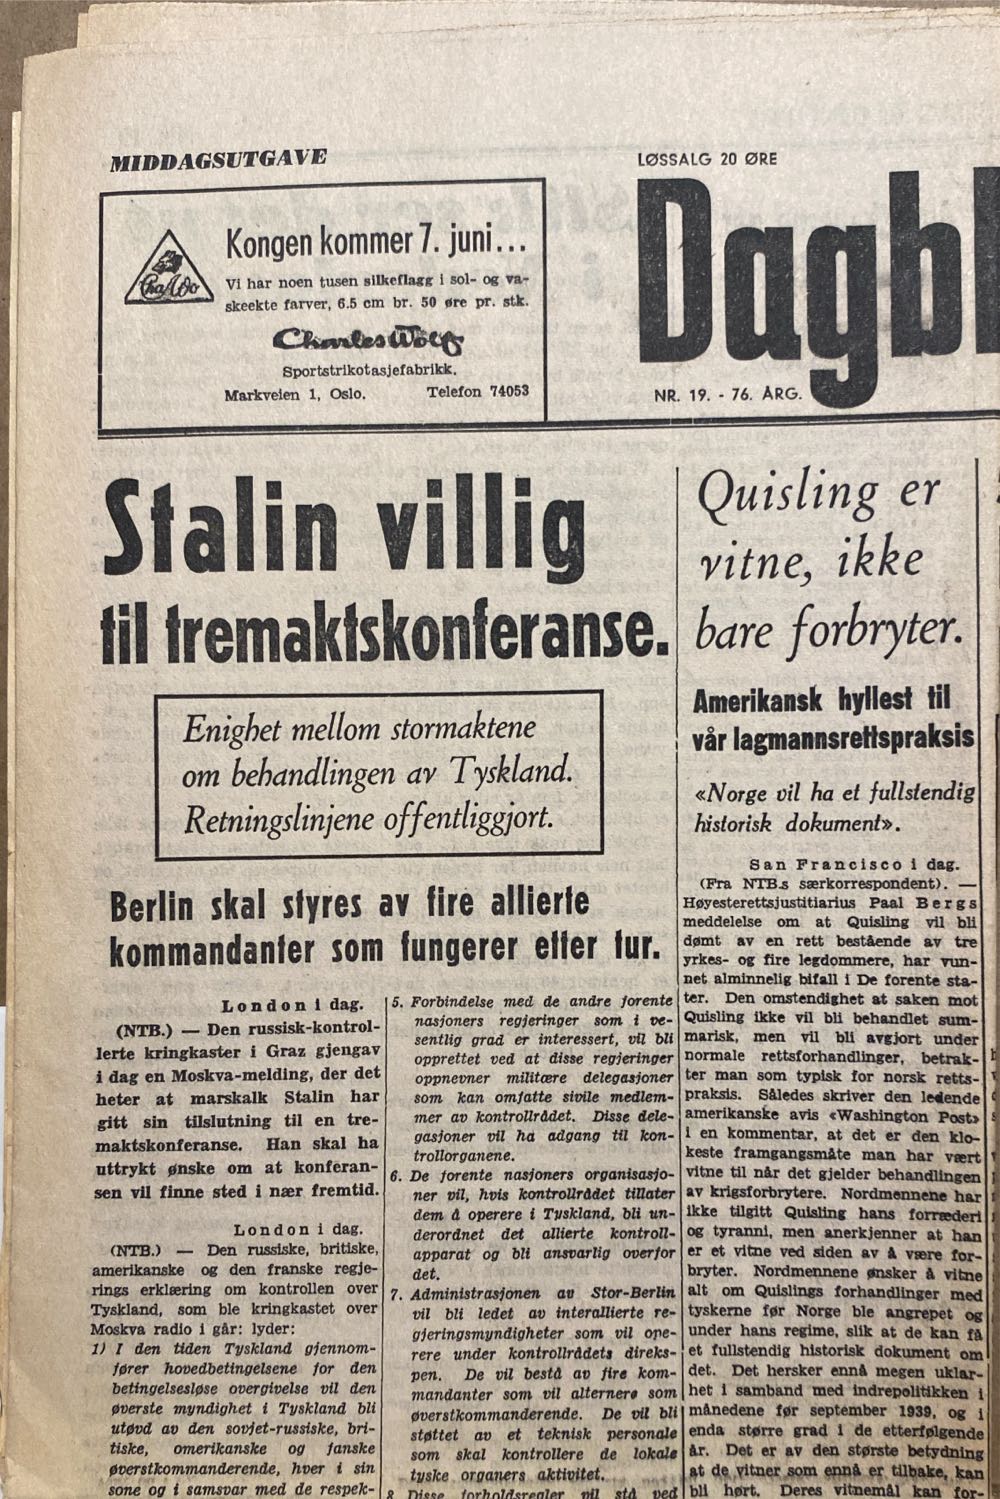 MIDDAGSUTGAVE
LØSSALG 20 ØRE
Kongen kommer 7. juni...
Vi har noen tusen silkeflagg i sol- og va-
skeekte farver, 6.5 cm br. 50 øre pr. stk.
Cha Wo
Charles Wolf
Sportstrikotasjefabrikk.
Markveien 1, Oslo. Telefon 74053
Dagbl
NR. 19. - 76. ÅRG.
Stalin villig
til tremaktskonferanse.
Enighet mellom stormaktene
om behandlingen av Tyskland.
Retningslinjene offentliggjort.
Berlin skal styres av fire allierte
kommandanter som fungerer etter tur.
London i dag.
(NTB.) — Den russisk-kontrol-
lerte kringkaster i Graz gjengav
i dag en Moskva-melding, der det
heter at marskalk Stalin har
gitt sin tilslutning til en tre-
maktskonferanse. Han skal ha
uttrykt ønske om at konferan-
sen vil finne sted i nær fremtid.
London i dag.
(NTB.) — Den russiske, britiske,
amerikanske og den franske regje-
rings erklæring om kontrollen over
Tyskland, som ble kringkastet over
Moskva radio i går: lyder:
1) I den tiden Tyskland gjennom-
fører hovedbetingelsene for den
betingelsesløse overgivelse vil den
øverste myndighet i Tyskland bli
utøvd av den sovjet-russiske, bri-
tiske, omerikanske og fanske
øverstkommanderende, hver i sin
sone og i samsvar med de respek-
5. Forbindelse med de andre forente
nasjoners regjeringer som i ve-
sentlig grad er interessert, vil bli
opprettet ved at disse regjeringer
oppnevner militære delegasjoner
som kan omfatte sivile medlem-
mer av kontrollrådet. Disse dele-
gasjoner vil ha adgang til kon-
trollorganene.
6. De forente nasjoners organisasjo-
ner vil, hvis kontrollrådet tillater
dem å operere i Tyskland, bli un-
derordnet det allierte kontroll-
apparat og bli ansvarlig overfor
det.
7. Administrasjonen av Stor-Berlin
vil bli ledet av interallierte re-
gjeringsmyndigheter som vil ope-
rere under kontrollrådets direks-
pen. De vil bestå av fire kom-
mandanter som vil alternere som
øverstkommanderende. De vil bli
støttet av et teknisk personale
som skal kontrollere de lokale
tyske organers aktivitet.
8 Disse forholdsregler vil stå ved
Quisling er
vitne, ikke
bare forbryter.
Amerikansk hyllest til
vår lagmannsrettspraksis
«Norge vil ha et fullstendig
historisk dokument».
San Francisco i dag.
(Fra NTB.s særkorrespondent). —
Høyesterettsjustitiarius Paal Bergs
meddelelse om at Quisling vil bli
dømt av en rett bestående av tre
yrkes- og fire legdommere, har vun-
net alminnelig bifall i De forente sta-
ter. Den omstendighet at saken mot
Quisling ikke vil bli behandlet sum-
marisk, men vil bli avgjort under
normale rettsforhandlinger, betrak-
ter man som typisk for norsk retts-
praksis. Således skriver den ledende
amerikanske avis «Washington Post»
i en kommentar, at det er den klo-
keste framgangsmåte man har vært
vitne til når det gjelder behandlingen
av krigsforbrytere. Nordmennene har
ikke tilgitt Quisling hans forræderi
og tyranni, men anerkjenner at han
er et vitne ved siden av å være for-
bryter. Nordmennene ønsker å vitne
alt om Quislings forhandlinger med
tyskerne før Norge ble angrepet og
under hans regime, slik at de kan få
et fullstendig historisk dokument om
det. Det hersker ennå megen uklar-
het i samband med indrepolitikken i
månedene før september 1939, og i
enda større grad i de etterfølgende
år. Det er av den største betydning
at de vitner som ennå er tilbake, kan
bli hørt. Deres vitnemål kan for-